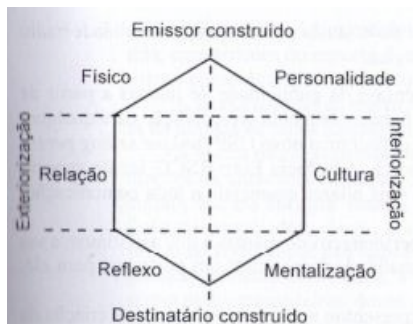 Emissor construído
Físico
Personalidade
Exteriorização
Relação
Cultura
Interiorização
Reflexo
Mentalização
Destinatário construído